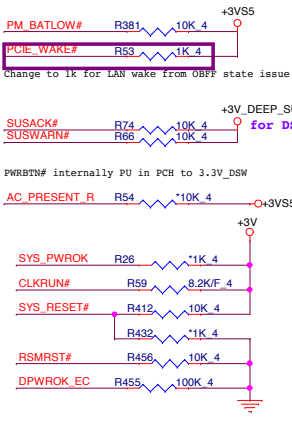 +3VS5
PM_BATLOW# R381 10K_4
PCIE_WAKE# R53 1K_4
Change to 1k for LAN wake from OBFF state issue
+3V_DEEP_SU
SUSACK# R74 10K_4 for DS
SUSWARN# R66 10K_4
PWRBTN# internally PU in PCH to 3.3V_DSW
AC_PRESENT_R R54 *10K_4 +3VS5
+3V
SYS_PWROK R26 *1K_4
CLKRUN# R59 8.2K/F_4
SYS_RESET# R412 10K_4
R432 *1K_4
RSMRST# R456 10K_4
DPWROK_EC R455 100K_4